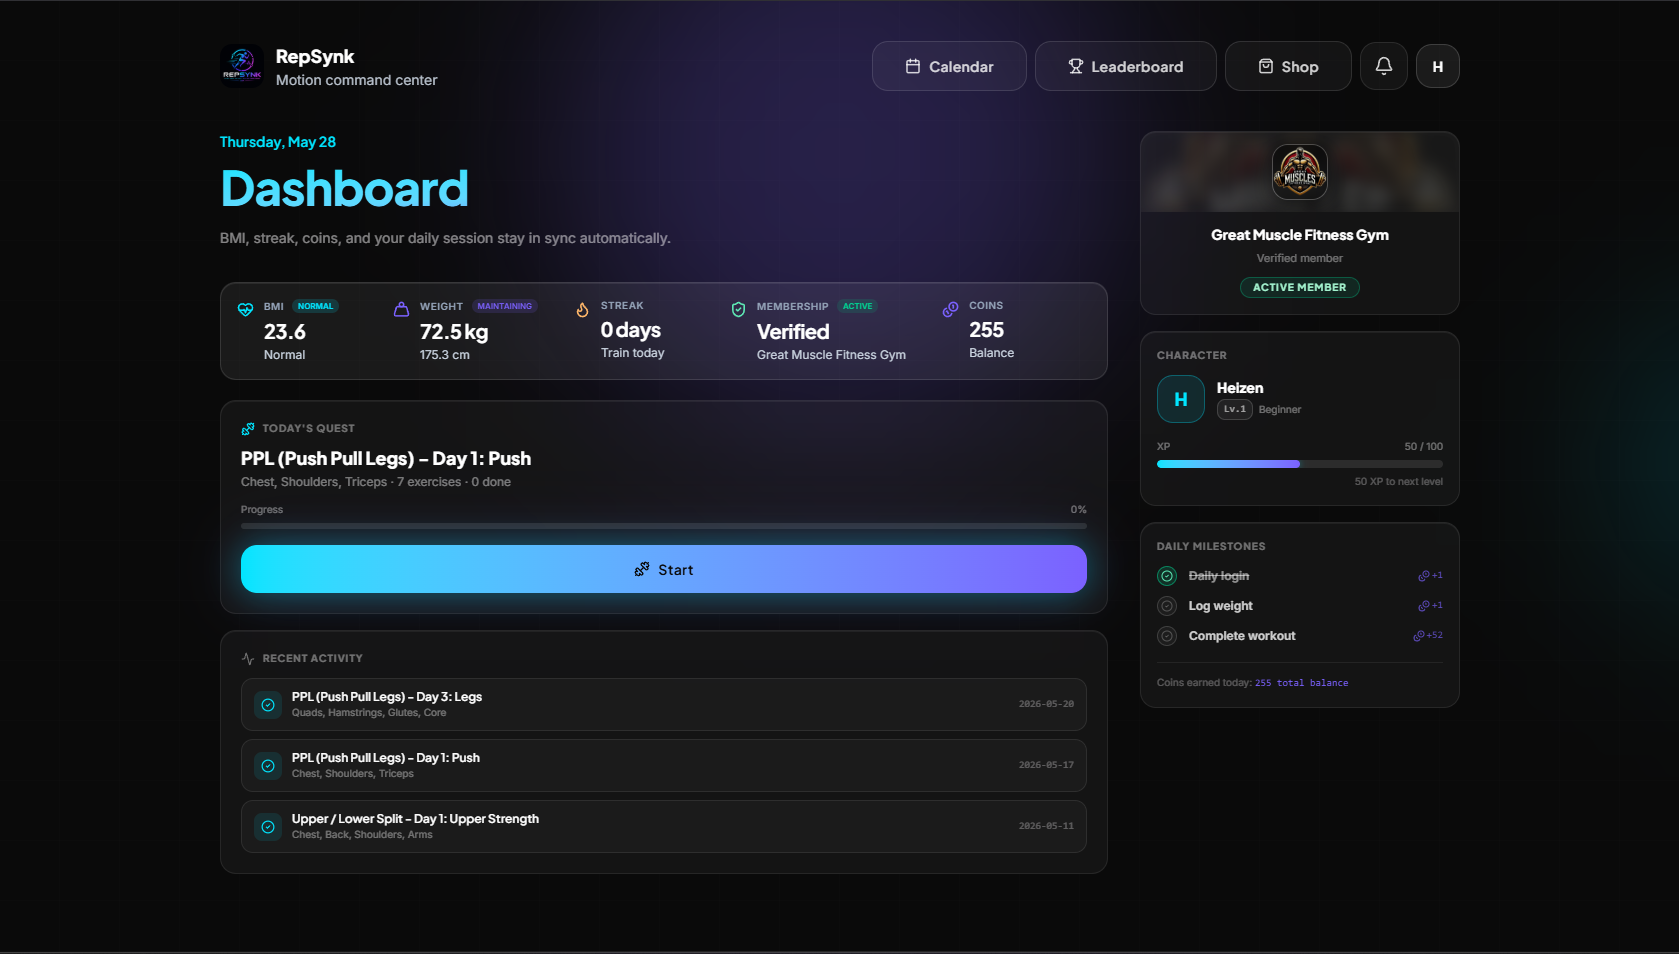 REPSYNK
RepSynk
Motion command center
Calendar
Leaderboard
Shop
H
Thursday, May 28
Dashboard
BMI, streak, coins, and your daily session stay in sync automatically.
BMI NORMAL
23.6
Normal
WEIGHT MAINTAINING
72.5 kg
175.3 cm
STREAK
0 days
Train today
MEMBERSHIP ACTIVE
Verified
Great Muscle Fitness Gym
COINS
255
Balance
TODAY'S QUEST
PPL (Push Pull Legs) – Day 1: Push
Chest, Shoulders, Triceps · 7 exercises · 0 done
Progress 0%
Start
RECENT ACTIVITY
PPL (Push Pull Legs) – Day 3: Legs
Quads, Hamstrings, Glutes, Core
2026-05-20
PPL (Push Pull Legs) – Day 1: Push
Chest, Shoulders, Triceps
2026-05-17
Upper / Lower Split – Day 1: Upper Strength
Chest, Back, Shoulders, Arms
2026-05-11
MUSCLES
Great Muscle Fitness Gym
Verified member
ACTIVE MEMBER
CHARACTER
H
Heizen
Lv.1 Beginner
XP 50 / 100
50 XP to next level
DAILY MILESTONES
Daily login +1
Log weight +1
Complete workout +52
Coins earned today: 255 total balance